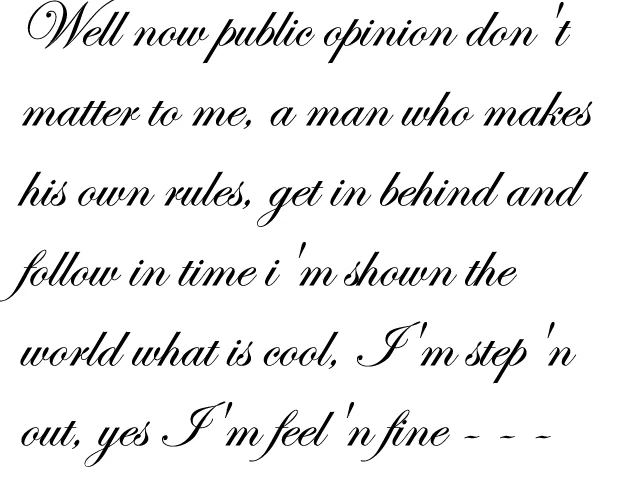 Well now public opinion don 't
matter to me, a man who makes
his own rules, get in behind and
follow in time i 'm shown the
world what is cool, I 'm step 'n
out, yes I 'm feel 'n fine - - -